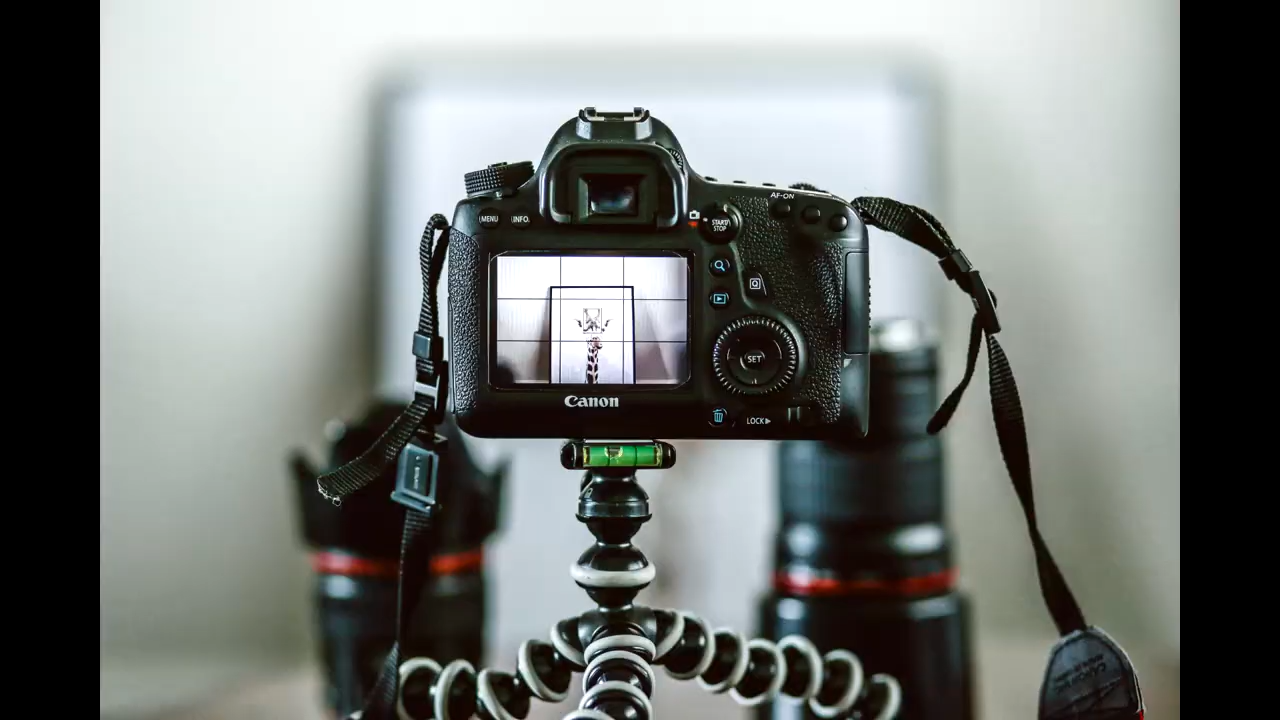 AF-ON
MENU INFO.
START/
STOP
Q
SET
Canon
LOCK